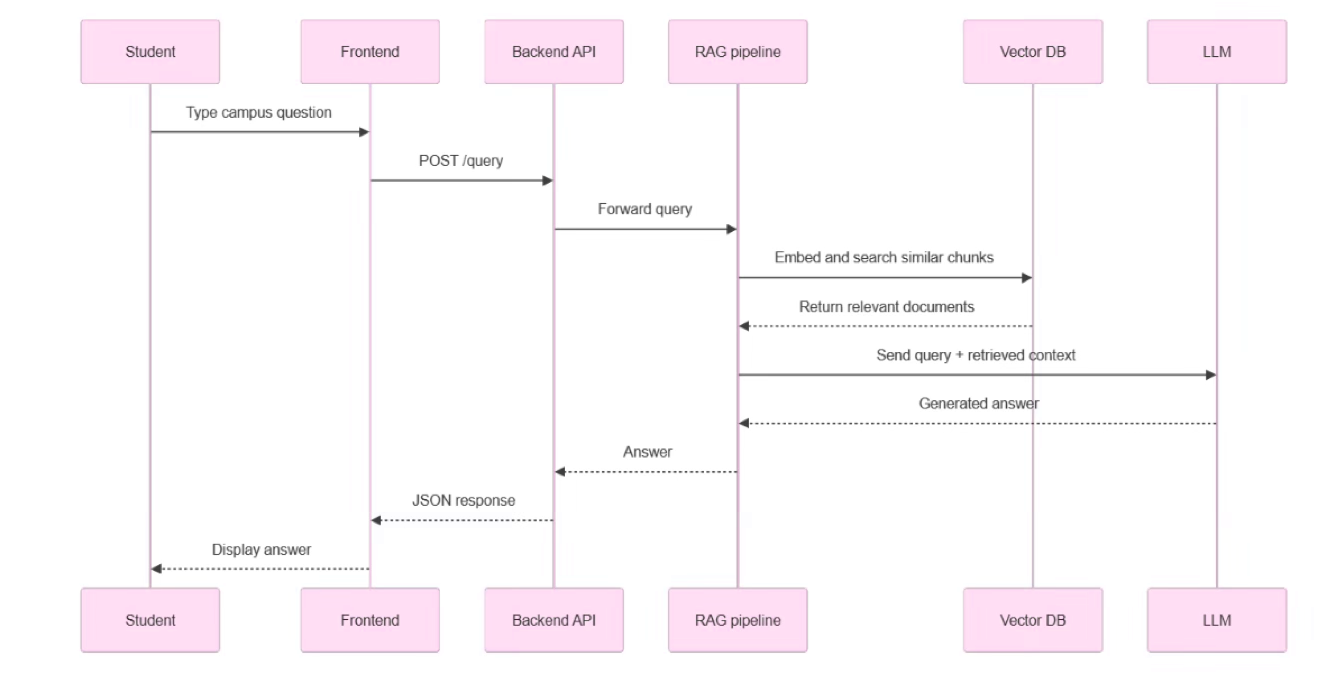 Student
Frontend
Backend API
RAG pipeline
Vector DB
LLM
Type campus question
POST /query
Forward query
Embed and search similar chunks
Return relevant documents
Send query + retrieved context
Generated answer
Answer
JSON response
Display answer
Student
Frontend
Backend API
RAG pipeline
Vector DB
LLM